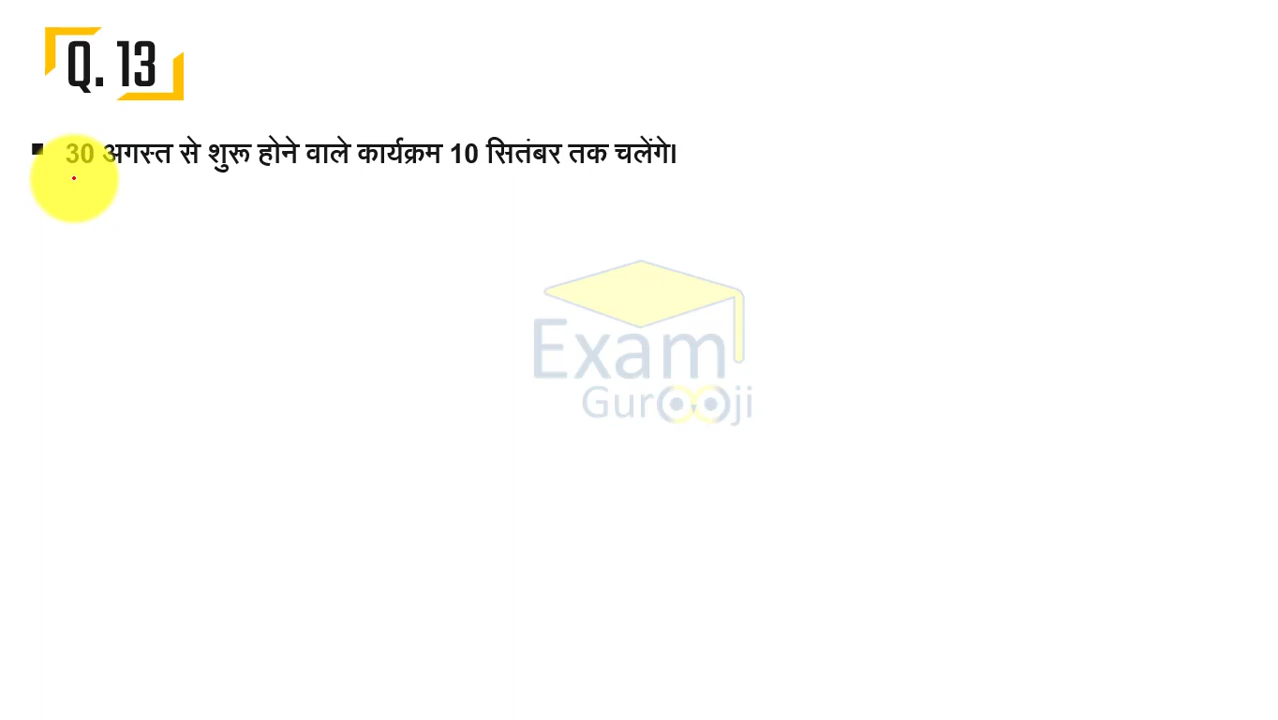 Q. 13
30 अगस्त से शुरू होने वाले कार्यक्रम 10 सितंबर तक चलेंगे।
Exam
Gurooji